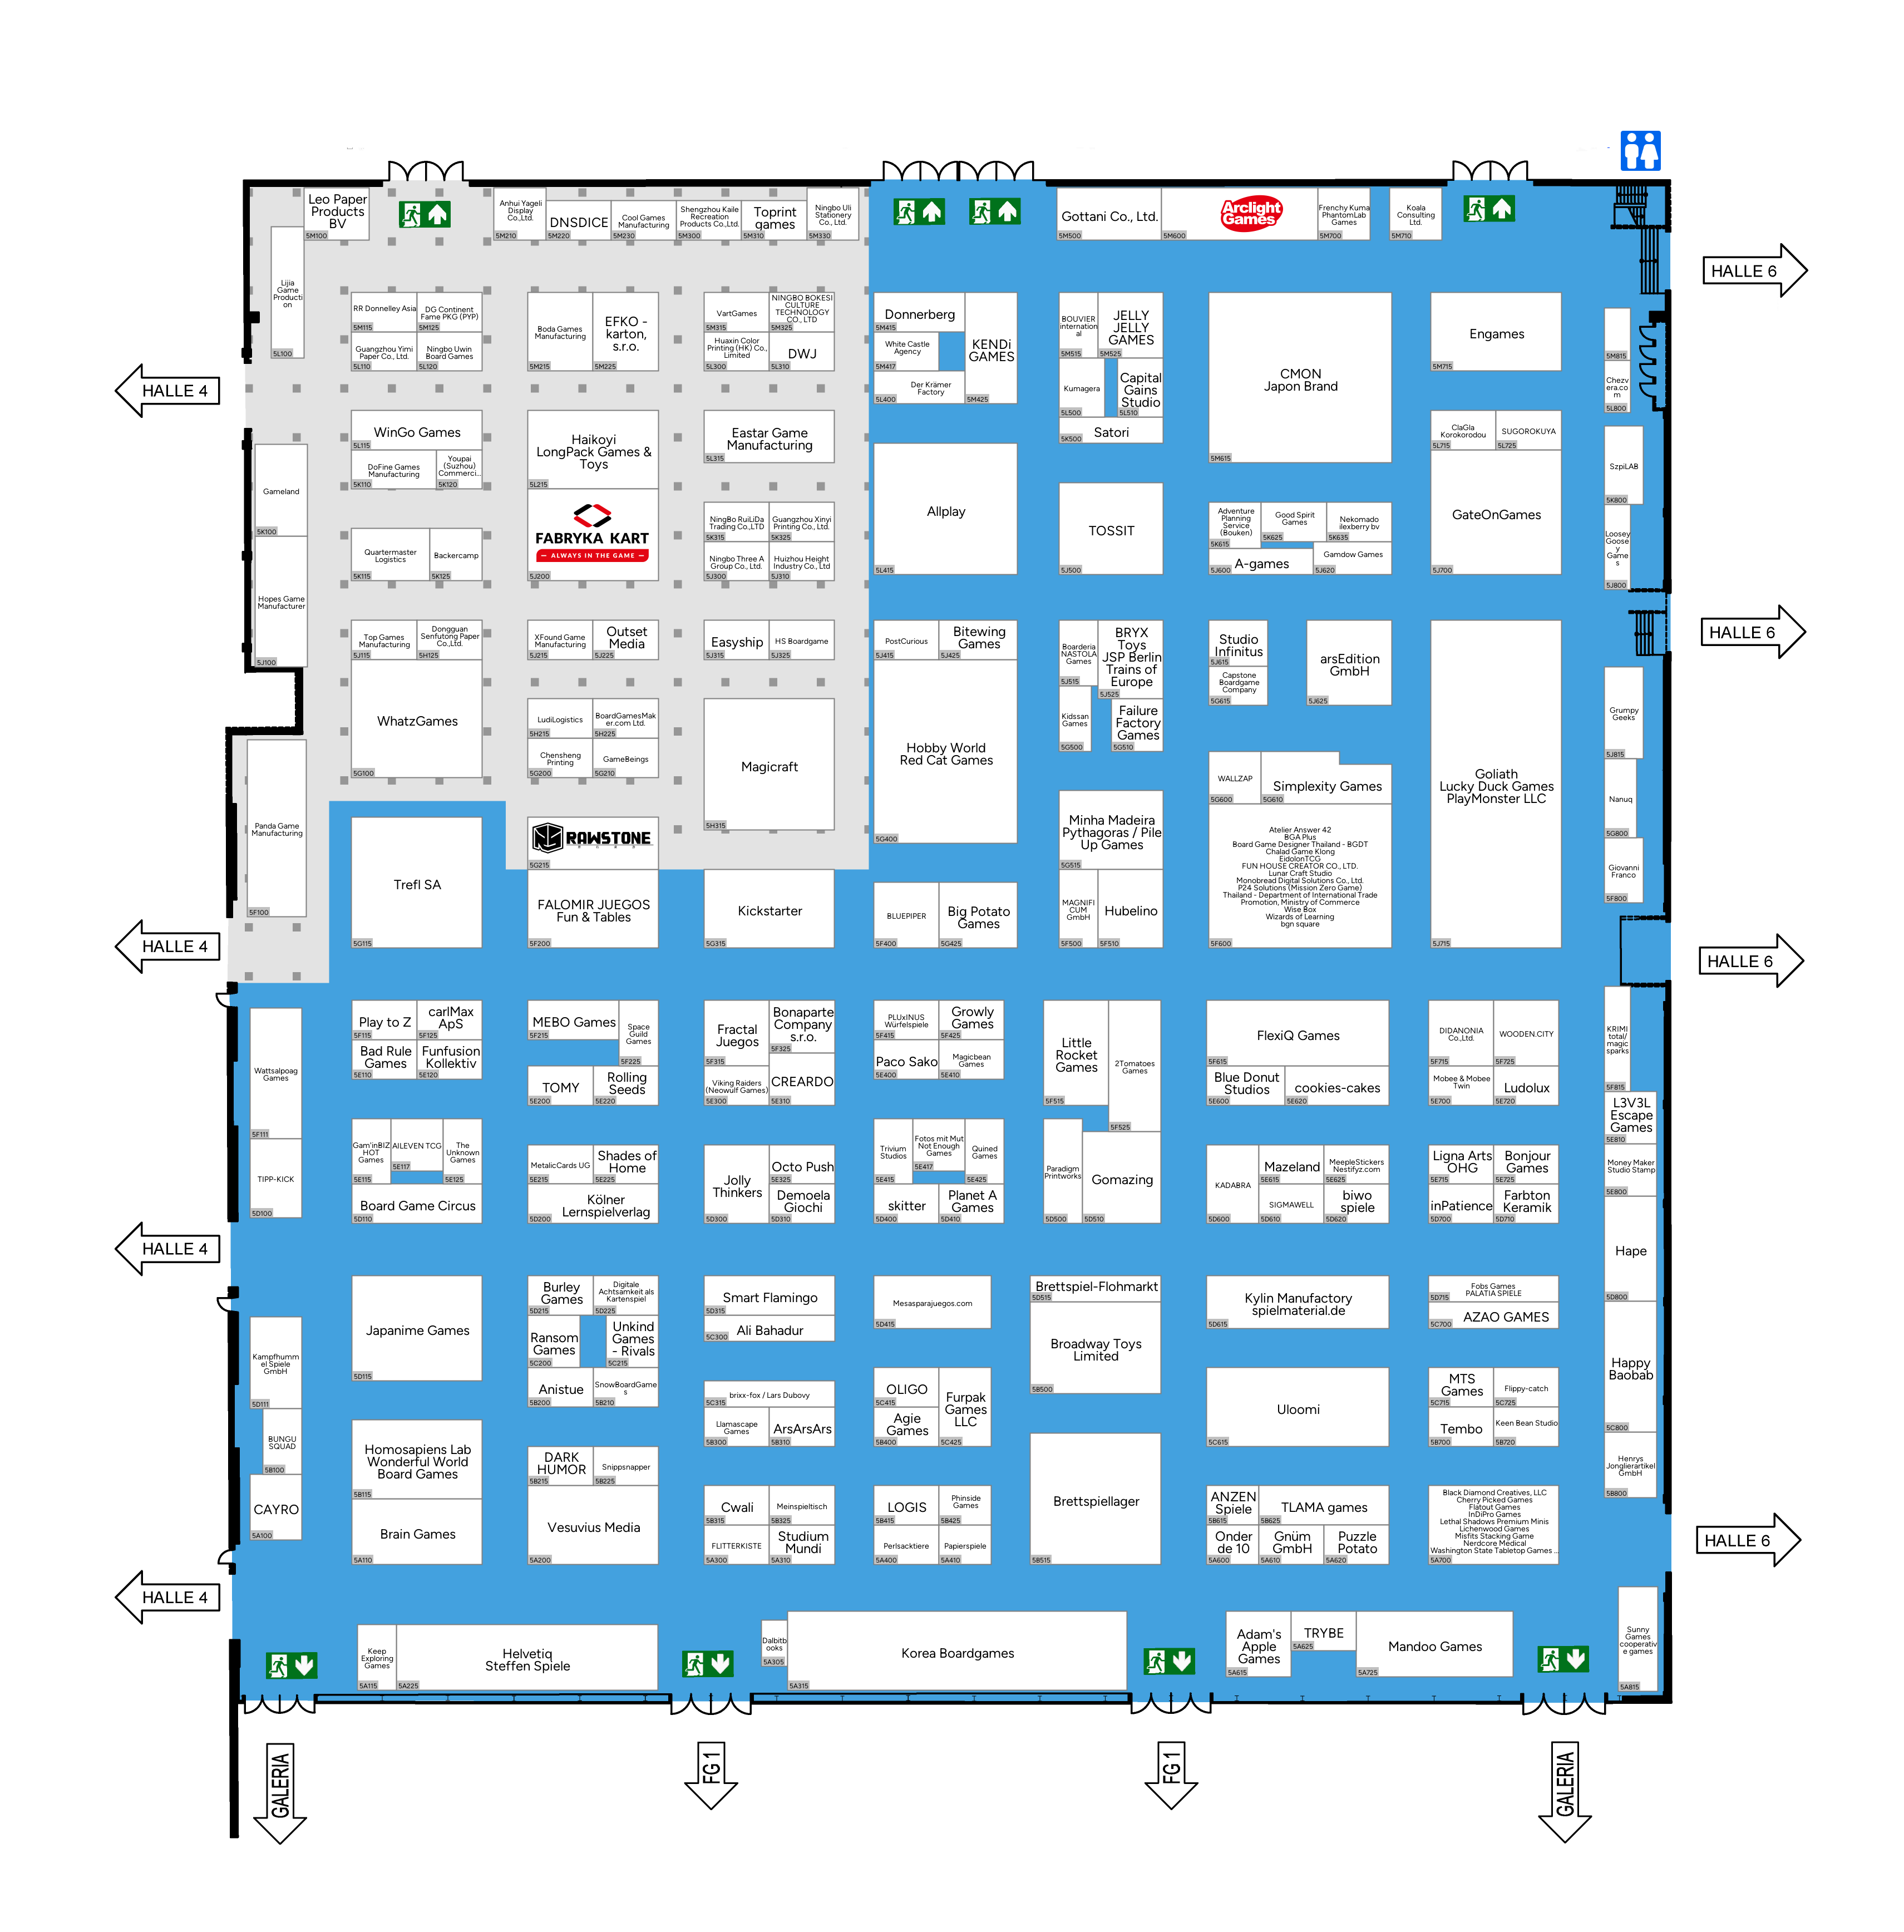 Leo Paper
Products
BV
5M100
Anhui Yageli
Display
Co.,Ltd.
5M210
DNSDICE
5M220
Cool Games
Manufacturing
5M230
Shengzhou Kaile
Recreation
Products Co.,Ltd.
5M300
Toprint
games
5M310
Ningbo Uli
Stationery
Co., Ltd.
5M330
Gottani Co., Ltd.
5M500
Arclight
Games
5M600
Frenchy Kuma
PhantomLab
Games
5M700
Koala
Consulting
Ltd.
5M710
HALLE 6
Lijia
Game
Producti
on
5L100
RR Donnelley Asia
5M115
DG Continent
Fame PKG (PYP)
5M125
Guangzhou Yimi
Paper Co., Ltd.
5L110
Ningbo Uwin
Board Games
5L120
Boda Games
Manufacturing
5M215
EFKO -
karton,
s.r.o.
5M225
VartGames
5M315
NINGBO BOKESI
CULTURE
TECHNOLOGY
CO., LTD
5M325
Huaxin Color
Printing (HK) Co.,
Limited
5L300
DWJ
5L310
Donnerberg
5M415
White Castle
Agency
5M417
Der Krämer
Factory
5L400
KENDi
GAMES
5M425
BOUVIER
internation
al
5M515
JELLY
JELLY
GAMES
5M525
Kumagera
5L500
Capital
Gains
Studio
5L510
Satori
5K500
CMON
Japon Brand
5M615
Engames
5M715
5M815
Chezv
era.co
m
5L800
HALLE 4
WinGo Games
5L115
DoFine Games
Manufacturing
5K110
Youpai
(Suzhou)
Commerci...
5K120
Haikoyi
LongPack Games &
Toys
5L215
Eastar Game
Manufacturing
5L315
Allplay
5L415
TOSSIT
5J500
ClaGla
Korokorodou
5L715
SUGOROKUYA
5L725
GateOnGames
5J700
SzpiLAB
5K800
Loosey
Goose
y
Game
s
5J800
Gameland
5K100
Hopes Game
Manufacturer
5J100
Quartermaster
Logistics
5K115
Backercamp
5K125
FABRYKA KART
— ALWAYS IN THE GAME —
5J200
NingBo RuiLiDa
Trading Co.,LTD
5K315
Guangzhou Xinyi
Printing Co., Ltd.
5K325
Ningbo Three A
Group Co., Ltd.
5J300
Huizhou Height
Industry Co., Ltd
5J310
Adventure
Planning
Service
(Bouken)
5K615
Good Spirit
Games
5K625
Nekomado
ilexberry bv
5K635
A-games
5J600
Gamdow Games
5J620
Top Games
Manufacturing
5J115
Dongguan
Senfutong Paper
Co.,Ltd.
5H125
WhatzGames
5G100
XFound Game
Manufacturing
5J215
Outset
Media
5J225
Easyship
5J315
HS Boardgame
5J325
PostCurious
5J415
Bitewing
Games
5J425
Boarderia
NASTOLA
Games
5J515
BRYX
Toys
JSP Berlin
Trains of
Europe
5J525
Kidssan
Games
5G500
Failure
Factory
Games
5G510
Studio
Infinitus
5J615
Capstone
Boardgame
Company
5G615
arsEdition
GmbH
5J625
HALLE 6
LudiLogistics
5H215
BoardGamesMak
er.com Ltd.
5H225
Chensheng
Printing
5G200
GameBeings
5G210
Magicraft
5H315
Hobby World
Red Cat Games
5G400
Goliath
Lucky Duck Games
PlayMonster LLC
5J715
Grumpy
Geeks
5J815
Nanuq
5G800
Giovanni
Franco
5F800
Panda Game
Manufacturing
5F100
Trefl SA
5G115
RAWSTONE
5G215
FALOMIR JUEGOS
Fun & Tables
5F200
Kickstarter
5G315
BLUEPIPER
5F400
Big Potato
Games
5G425
Minha Madeira
Pythagoras / Pile
Up Games
5G515
MAGNIFI
CUM
GmbH
5F500
Hubelino
5F510
WALLZAP
5G600
Simplexity Games
5G610
Atelier Answer 42
BGA Plus
Board Game Designer Thailand - BGDT
Chalad Game Klong
EidolonTCG
FUN HOUSE CREATOR CO., LTD.
Lunar Craft Studio
Monobread Digital Solutions Co., Ltd.
P24 Solutions (Mission Zero Game)
Thailand - Department of International Trade
Promotion, Ministry of Commerce
Wise Box
Wizards of Learning
bgn square
5F600
HALLE 4
HALLE 6
Wattsalpoag
Games
5F111
TIPP-KICK
5D100
Play to Z
5F115
carlMax
ApS
5F125
Bad Rule
Games
5E110
Funfusion
Kollektiv
5E120
MEBO Games
5F215
Space
Guild
Games
5F225
TOMY
5E200
Rolling
Seeds
5E220
Fractal
Juegos
5F315
Bonaparte
Company
s.r.o.
5F325
Viking Raiders
(Neowulf Games)
5E300
CREARDO
5E310
PLUxINUS
Würfelspiele
5F415
Growly
Games
5F425
Paco Sako
5E400
Magicbean
Games
5E410
Little
Rocket
Games
5F515
2Tomatoes
Games
5F525
FlexiQ Games
5F615
Blue Donut
Studios
5E600
cookies-cakes
5E620
DIDANONIA
Co.,Ltd.
5F715
WOODEN.CITY
5F725
Mobee & Mobee
Twin
5E700
Ludolux
5E720
KRIMI
total/
magic
sparks
5F815
L3V3L
Escape
Games
5E810
Gam'inBIZ
HOT
Games
5E115
AILEVEN TCG
5E117
The
Unknown
Games
5E125
Board Game Circus
5D110
MetalicCards UG
5E215
Shades of
Home
5E225
Kölner
Lernspielverlag
5D200
Jolly
Thinkers
5D300
Octo Push
5E325
Demoela
Giochi
5D310
Trivium
Studios
5E415
Fotos mit Mut
Not Enough
Games
5E417
Quined
Games
5E425
skitter
5D400
Planet A
Games
5D410
Paradigm
Printworks
5D500
Gomazing
5D510
KADABRA
5D600
Mazeland
5E615
MeepleStickers
Nestifyz.com
5E625
SIGMAWELL
5D610
biwo
spiele
5D620
Ligna Arts
OHG
5E715
Bonjour
Games
5E725
inPatience
5D700
Farbton
Keramik
5D710
Money Maker
Studio Stamp
5E800
Hape
5D800
HALLE 4
Kampfhumm
el Spiele
GmbH
5D111
BUNGU
SQUAD
5B100
CAYRO
5A100
Japanime Games
5D115
Burley
Games
5D215
Digitale
Achtsamkeit als
Kartenspiel
5D225
Ransom
Games
5C200
Unkind
Games
- Rivals
5C215
Anistue
5B200
SnowBoardGame
s
5B210
Smart Flamingo
5D315
Ali Bahadur
5C300
Mesasparajuegos.com
5D415
Brettspiel-Flohmarkt
5D515
Broadway Toys
Limited
5B500
Kylin Manufactory
spielmaterial.de
5D615
Fobs Games
PALATIA SPIELE
5D715
AZAO GAMES
5C700
Happy
Baobab
5C800
brixx-fox / Lars Dubovy
5C315
Llamascape
Games
5B300
ArsArsArs
5B310
OLIGO
5C415
Agie
Games
5B400
Furpak
Games
LLC
5C425
Uloomi
5C615
MTS
Games
5C715
Flippy-catch
5C725
Tembo
5B700
Keen Bean Studio
5B720
Henrys
Jonglierartikel
GmbH
5B800
Homosapiens Lab
Wonderful World
Board Games
5B115
Brain Games
5A110
DARK
HUMOR
5B215
Snippsnapper
5B225
Vesuvius Media
5A200
Cwali
5B315
Meinspieltisch
5B325
FLITTERKISTE
5A300
Studium
Mundi
5A310
LOGIS
5B415
Phinside
Games
5B425
Perlsacktiere
5A400
Papierspiele
5A410
Brettspiellager
5B515
ANZEN
Spiele
5B615
TLAMA games
5B625
Onder
de 10
5A600
Gnüm
GmbH
5A610
Puzzle
Potato
5A620
Black Diamond Creatives, LLC
Cherry Picked Games
Flatout Games
InDiPro Games
Lethal Shadows Premium Minis
Lichenwood Games
Misfits Stacking Game
Nerdcore Medical
Washington State Tabletop Games ...
5A700
HALLE 6
HALLE 4
Keep
Exploring
Games
5A115
Helvetiq
Steffen Spiele
5A225
Dalbitb
ooks
5A305
Korea Boardgames
5A315
Adam's
Apple
Games
5A615
TRYBE
5A625
Mandoo Games
5A725
Sunny
Games
cooperativ
e games
5A815
GALERIA
FG 1
FG 1
GALERIA